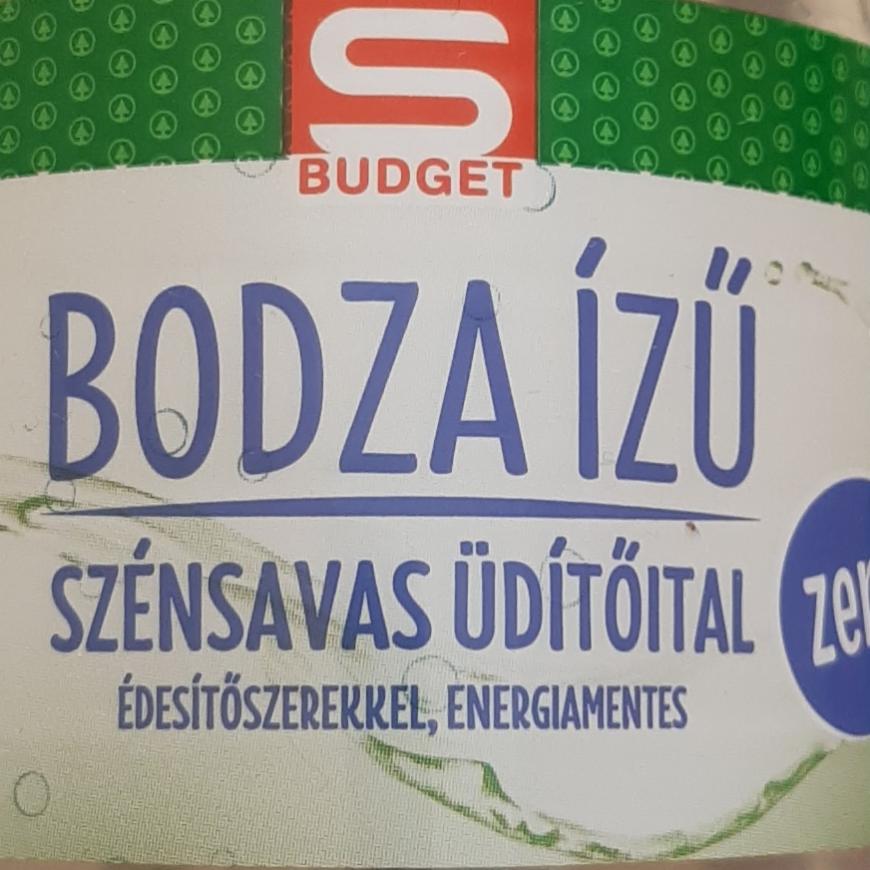 S
BUDGET
BODZA ÍZŰ
SZÉNSAVAS ÜDÍTŐITAL
ÉDESÍTŐSZEREKKEL, ENERGIAMENTES